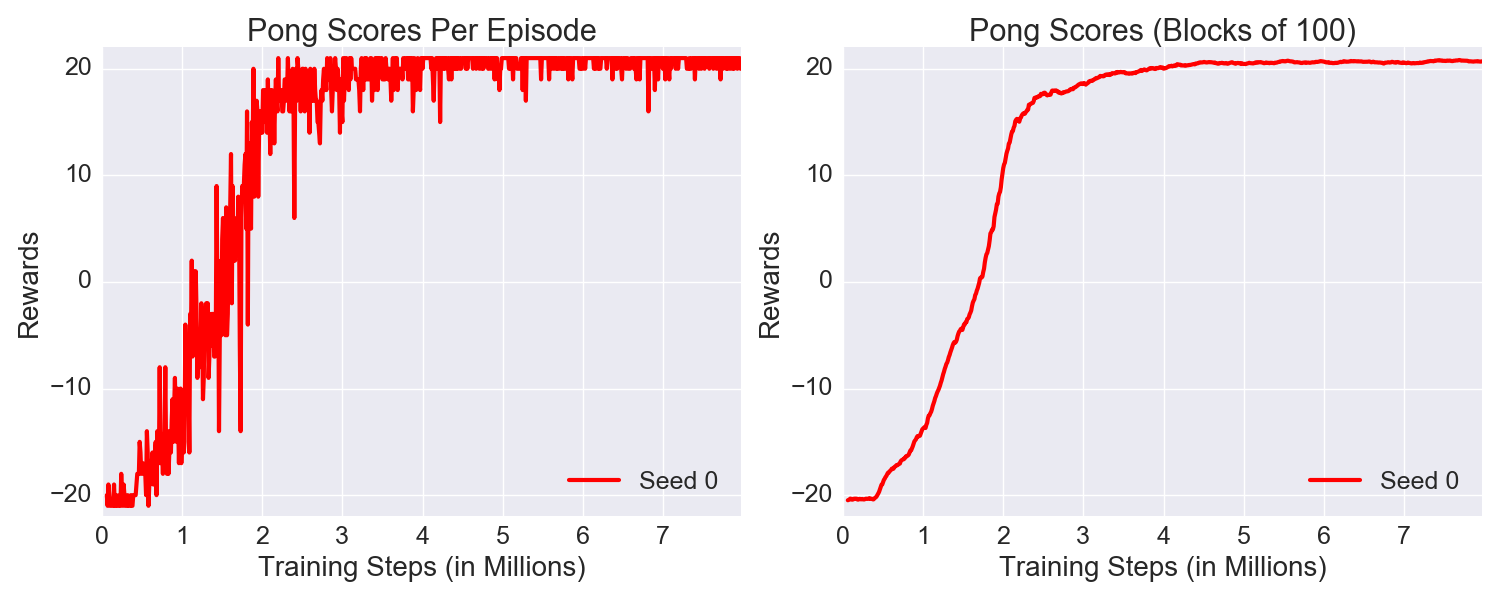 Pong Scores Per Episode
Rewards
20
10
0
−10
−20
0 1 2 3 4 5 6 7
Training Steps (in Millions)
Seed 0
Pong Scores (Blocks of 100)
Rewards
20
10
0
−10
−20
0 1 2 3 4 5 6 7
Training Steps (in Millions)
Seed 0